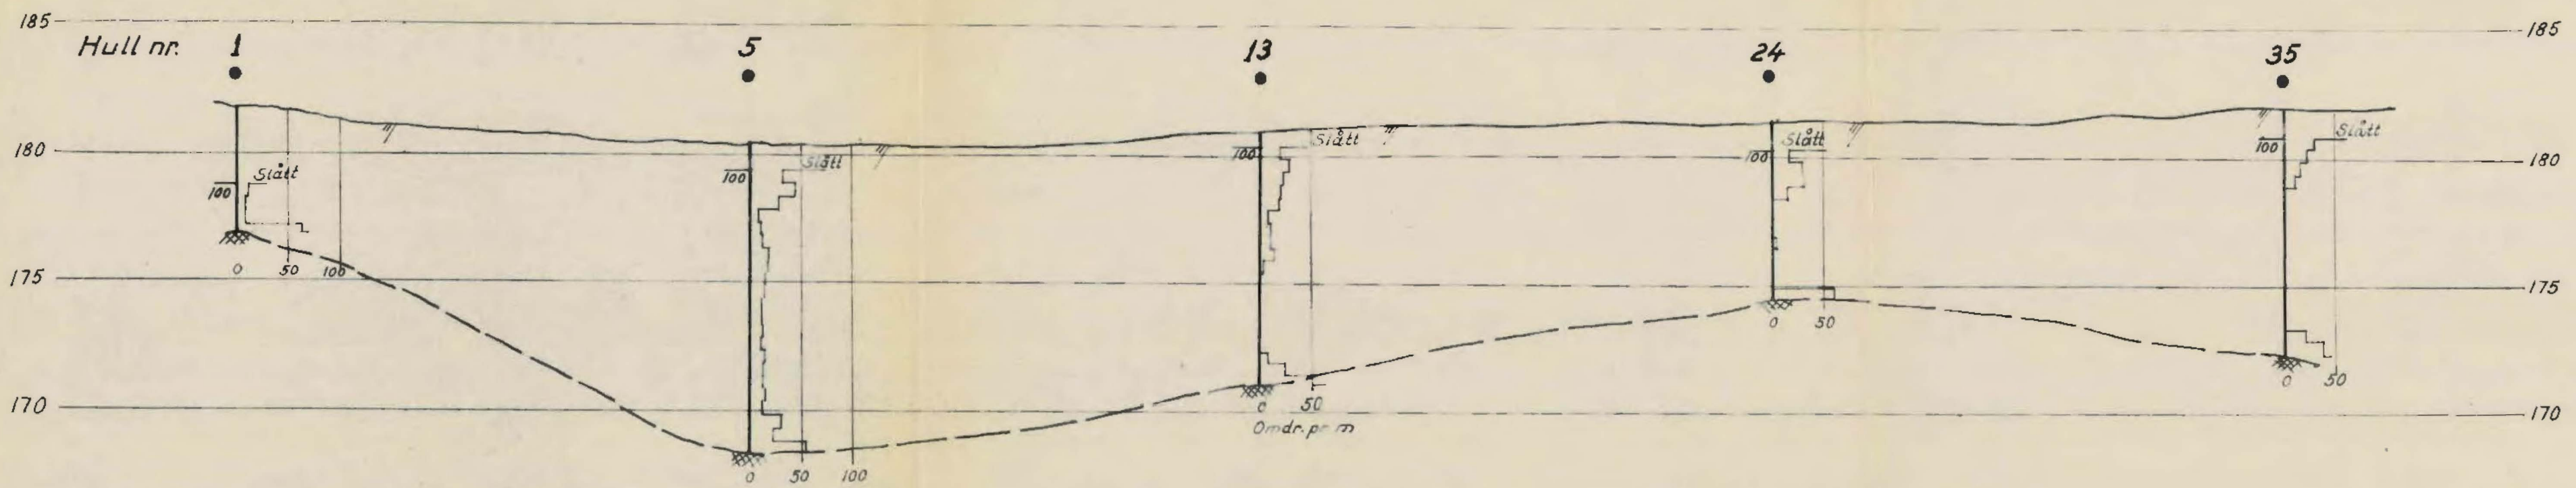 185 185
Hull nr. 1 5 13 24 35
Slått Slått Slått Slått
180 100 100 100 180
Slått
100 100
0 50 100
175 175
0 50
0 50
170 0 50 170
Omdr. pr. m
0 50 100